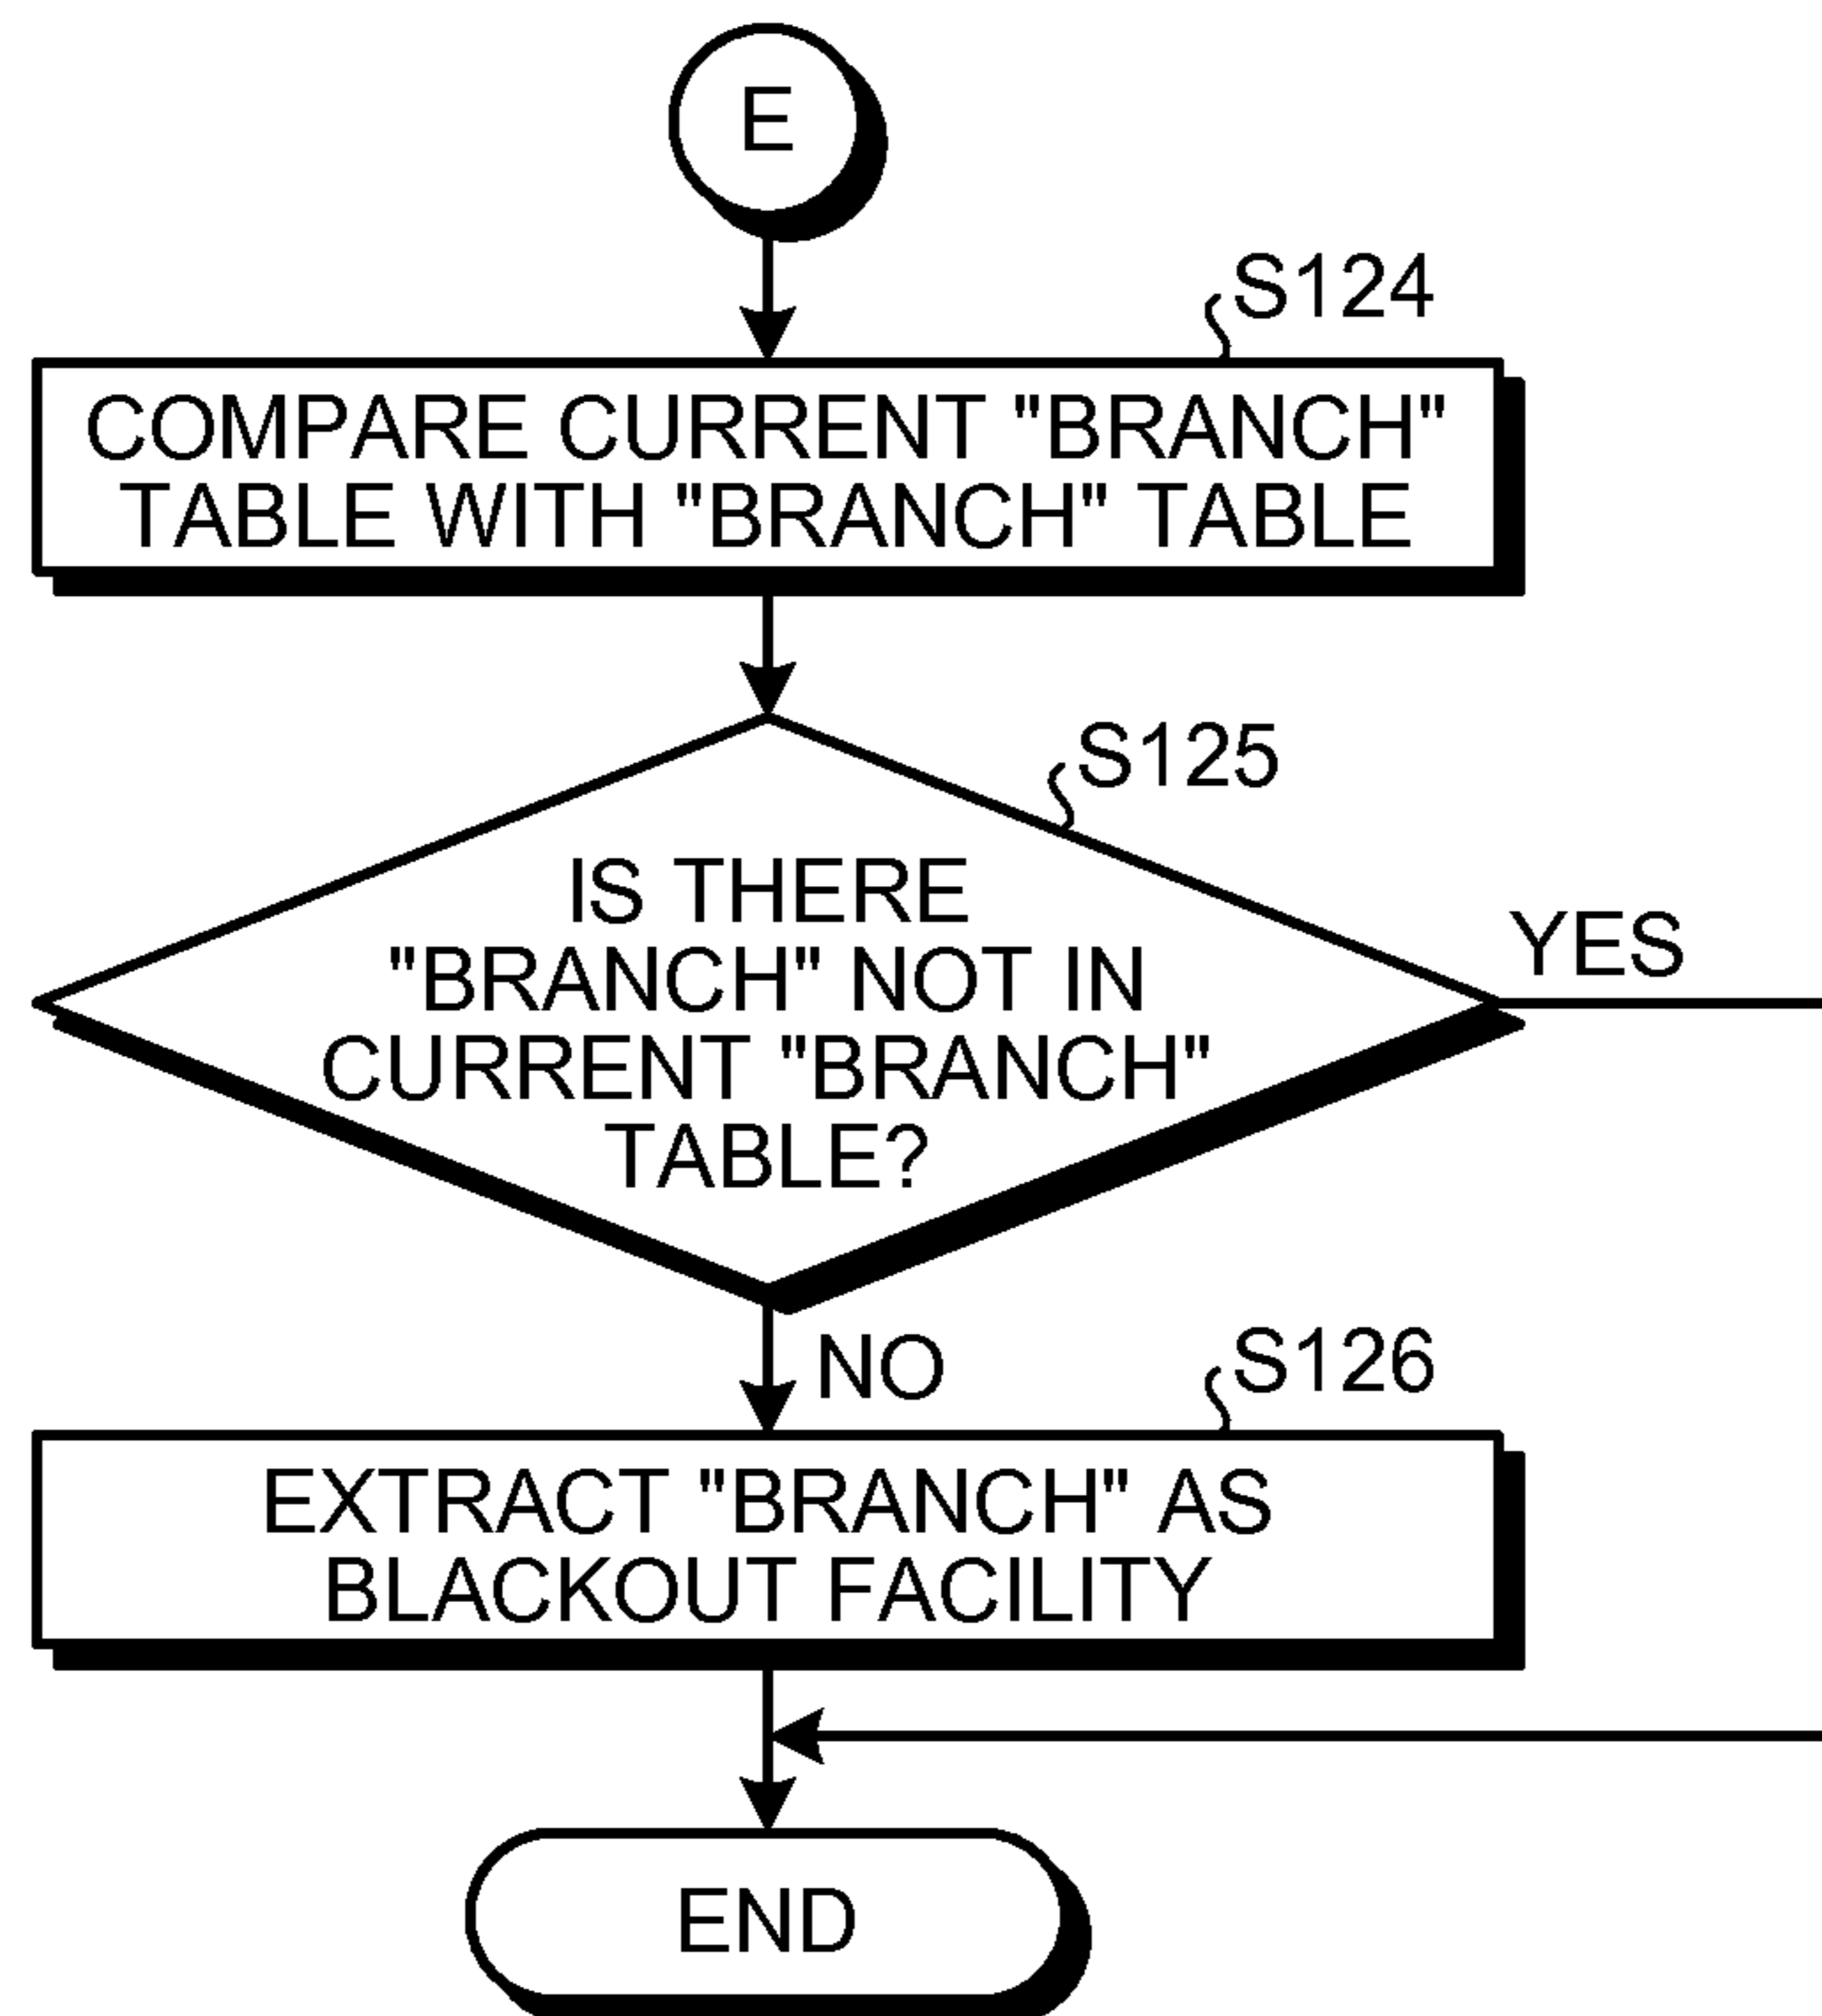 E
S124
COMPARE CURRENT "BRANCH"
TABLE WITH "BRANCH" TABLE
S125
IS THERE
"BRANCH" NOT IN
CURRENT "BRANCH"
TABLE?
YES
NO
S126
EXTRACT "BRANCH" AS
BLACKOUT FACILITY
END